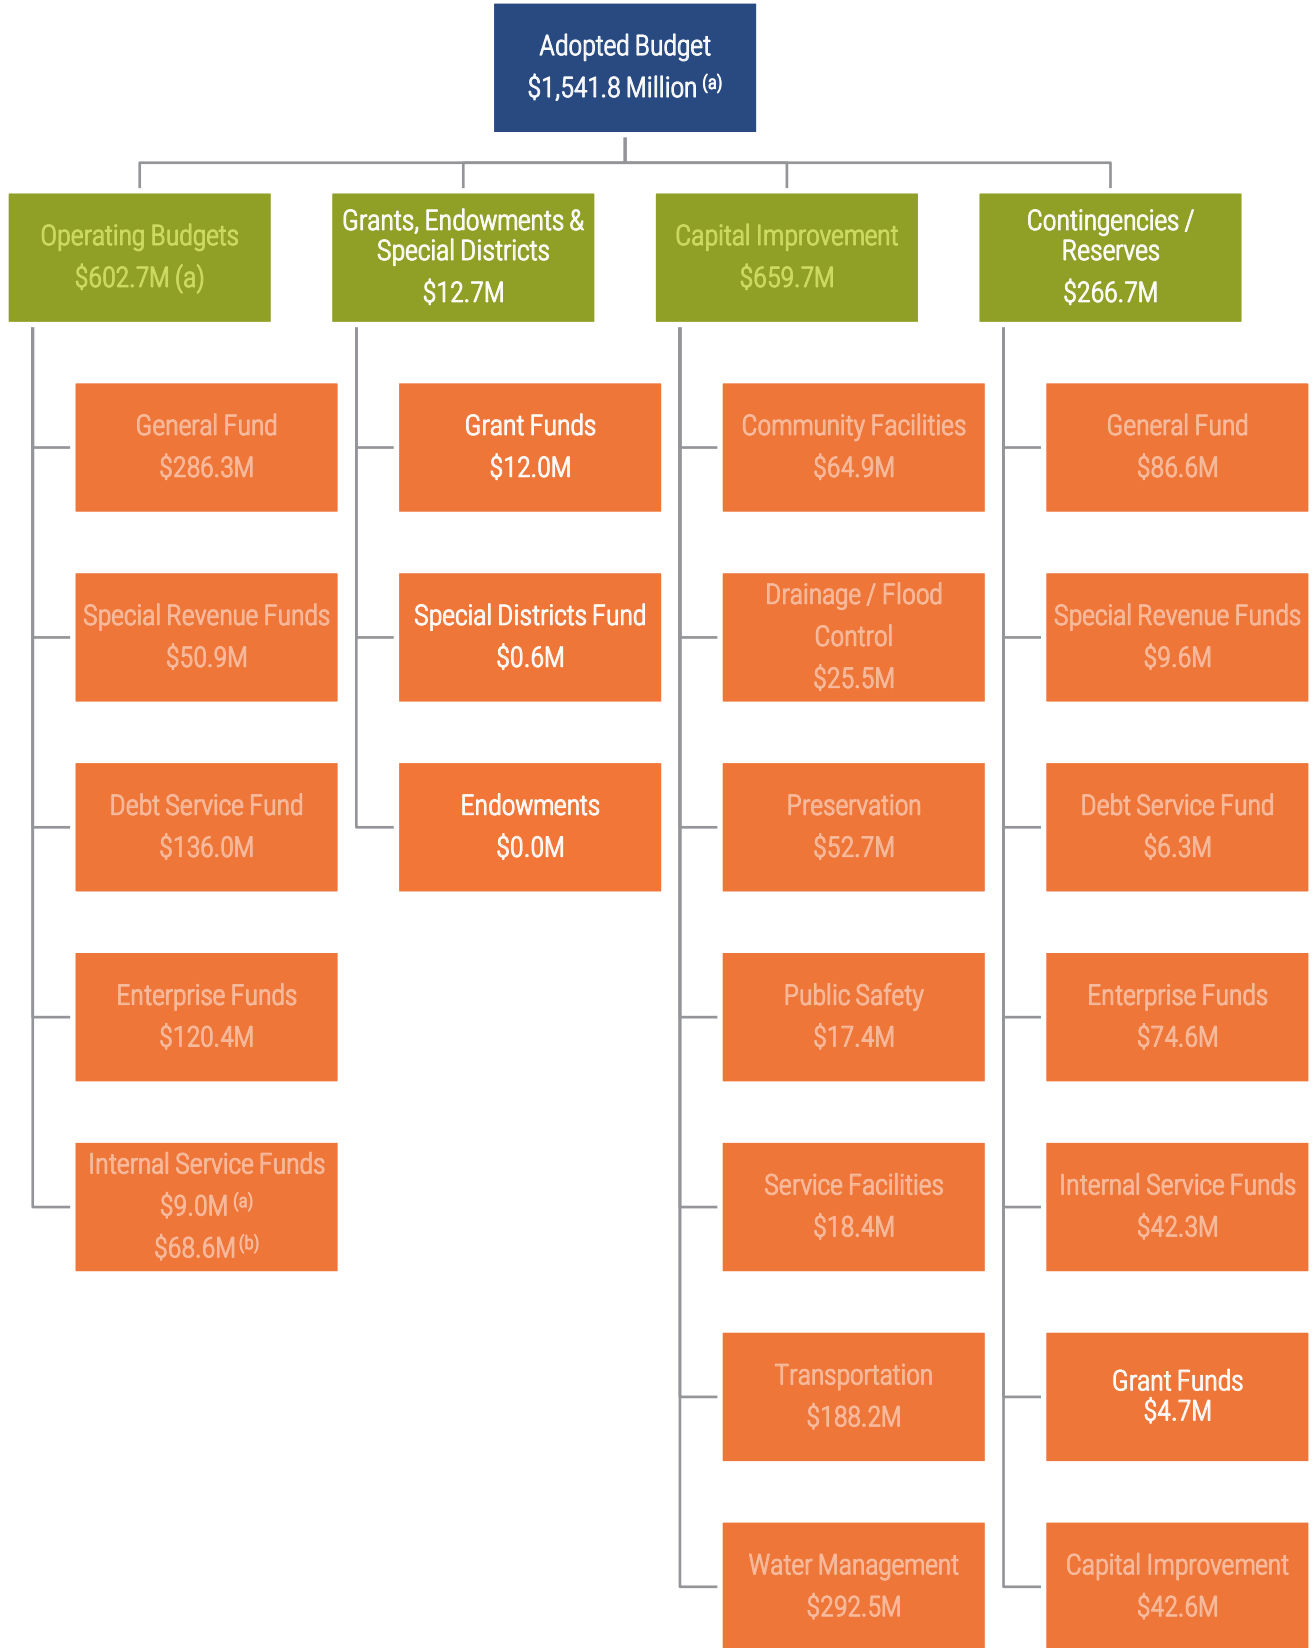 Adopted Budget
$1,541.8 Million (a)
Operating Budgets
$602.7M (a)
Grants, Endowments &
Special Districts
$12.7M
Capital Improvement
$659.7M
Contingencies /
Reserves
$266.7M
General Fund
$286.3M
Special Revenue Funds
$50.9M
Debt Service Fund
$136.0M
Enterprise Funds
$120.4M
Internal Service Funds
$9.0M (a)
$68.6M (b)
Grant Funds
$12.0M
Special Districts Fund
$0.6M
Endowments
$0.0M
Community Facilities
$64.9M
Drainage / Flood
Control
$25.5M
Preservation
$52.7M
Public Safety
$17.4M
Service Facilities
$18.4M
Transportation
$188.2M
Water Management
$292.5M
General Fund
$86.6M
Special Revenue Funds
$9.6M
Debt Service Fund
$6.3M
Enterprise Funds
$74.6M
Internal Service Funds
$42.3M
Grant Funds
$4.7M
Capital Improvement
$42.6M